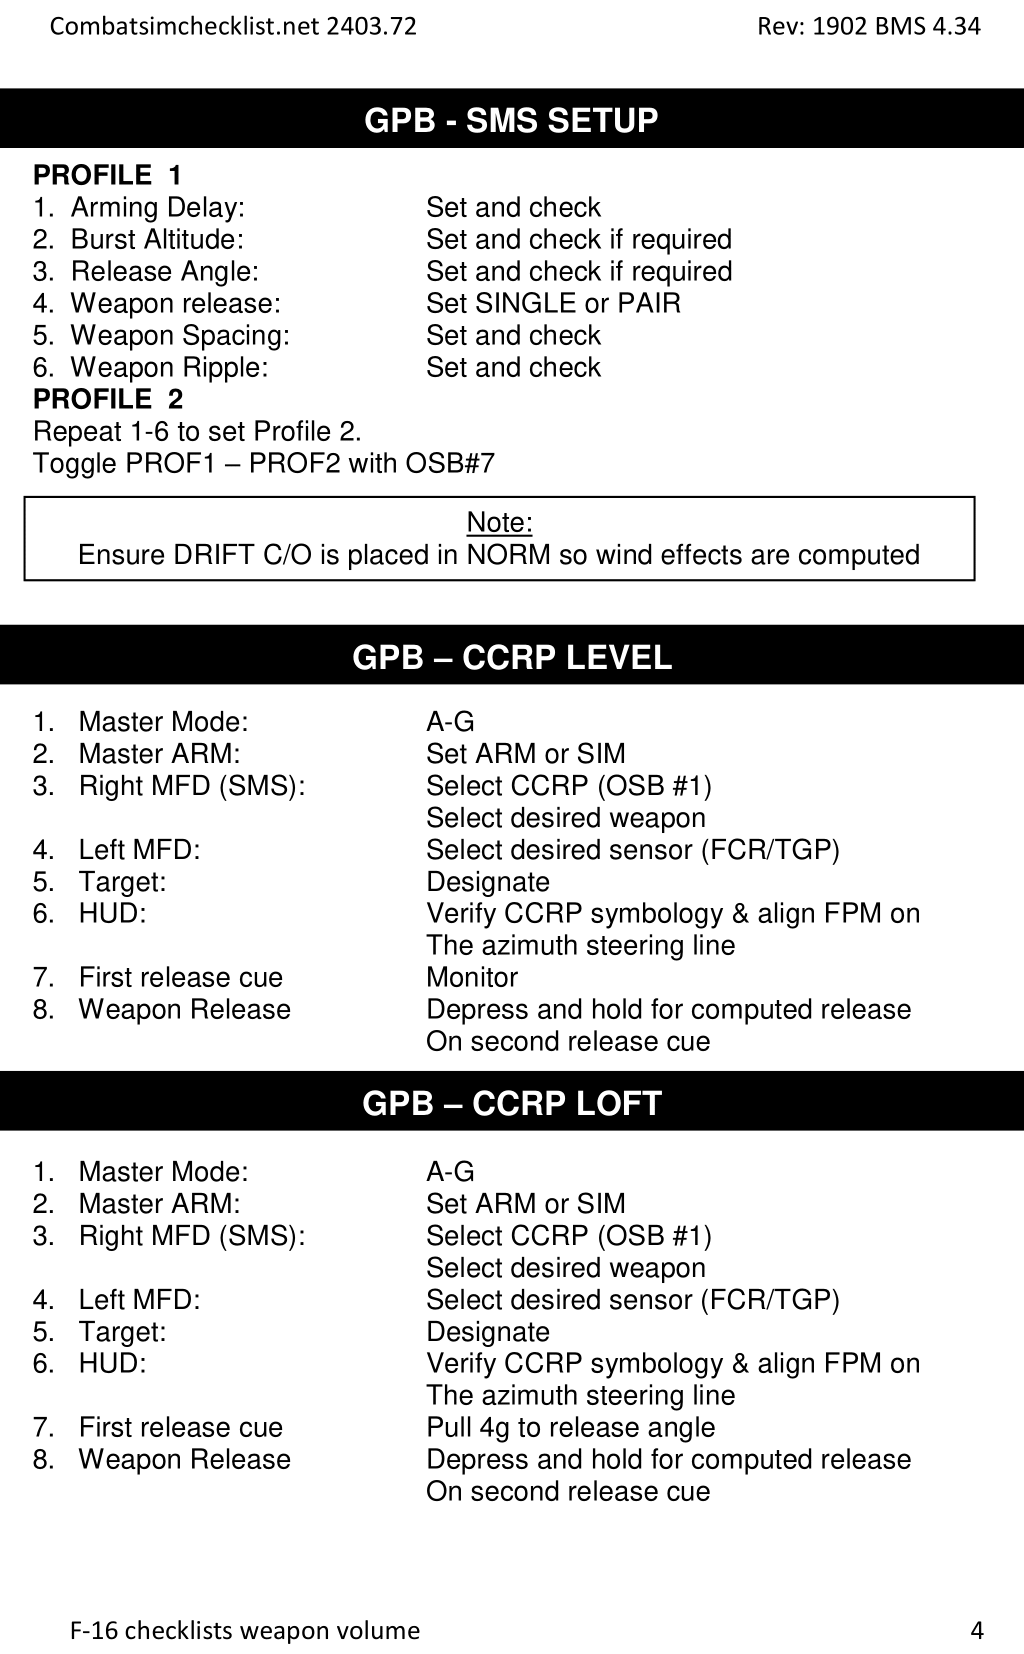 Combatsimchecklist.net 2403.72 Rev: 1902 BMS 4.34
GPB - SMS SETUP
PROFILE 1
1. Arming Delay: Set and check
2. Burst Altitude: Set and check if required
3. Release Angle: Set and check if required
4. Weapon release: Set SINGLE or PAIR
5. Weapon Spacing: Set and check
6. Weapon Ripple: Set and check
PROFILE 2
Repeat 1-6 to set Profile 2.
Toggle PROF1 – PROF2 with OSB#7
Note:
Ensure DRIFT C/O is placed in NORM so wind effects are computed
GPB – CCRP LEVEL
1. Master Mode: A-G
2. Master ARM: Set ARM or SIM
3. Right MFD (SMS): Select CCRP (OSB #1)
Select desired weapon
4. Left MFD: Select desired sensor (FCR/TGP)
5. Target: Designate
6. HUD: Verify CCRP symbology & align FPM on
The azimuth steering line
7. First release cue Monitor
8. Weapon Release Depress and hold for computed release
On second release cue
GPB – CCRP LOFT
1. Master Mode: A-G
2. Master ARM: Set ARM or SIM
3. Right MFD (SMS): Select CCRP (OSB #1)
Select desired weapon
4. Left MFD: Select desired sensor (FCR/TGP)
5. Target: Designate
6. HUD: Verify CCRP symbology & align FPM on
The azimuth steering line
7. First release cue Pull 4g to release angle
8. Weapon Release Depress and hold for computed release
On second release cue
F-16 checklists weapon volume 4